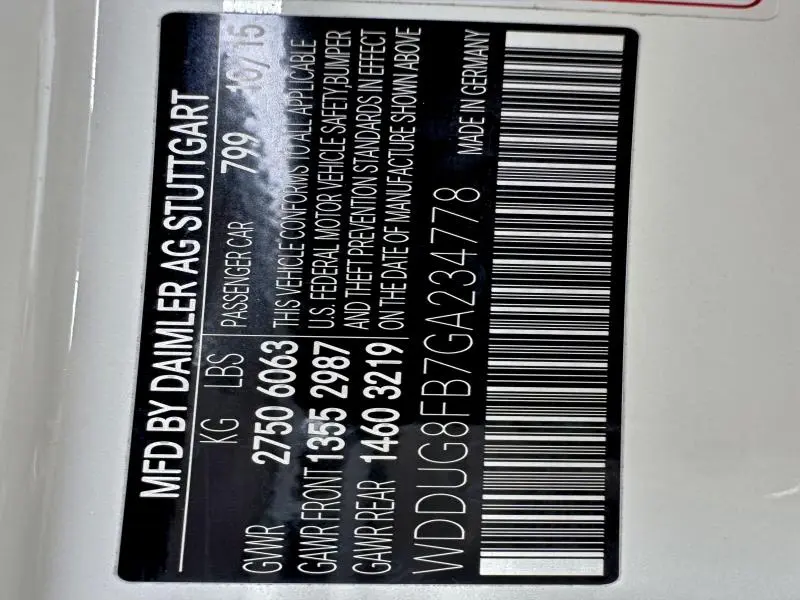 MFD BY DAIMLER AG STUTTGART
KG LBS PASSENGER CAR 799 10/15
GVWR 2750 6063 THIS VEHICLE CONFORMS TO ALL APPLICABLE
GAWR FRONT 1355 2987 U.S. FEDERAL MOTOR VEHICLE SAFETY, BUMPER
GAWR REAR 1460 3219 AND THEFT PREVENTION STANDARDS IN EFFECT
ON THE DATE OF MANUFACTURE SHOWN ABOVE
WDDUG8FB7GA234778 MADE IN GERMANY